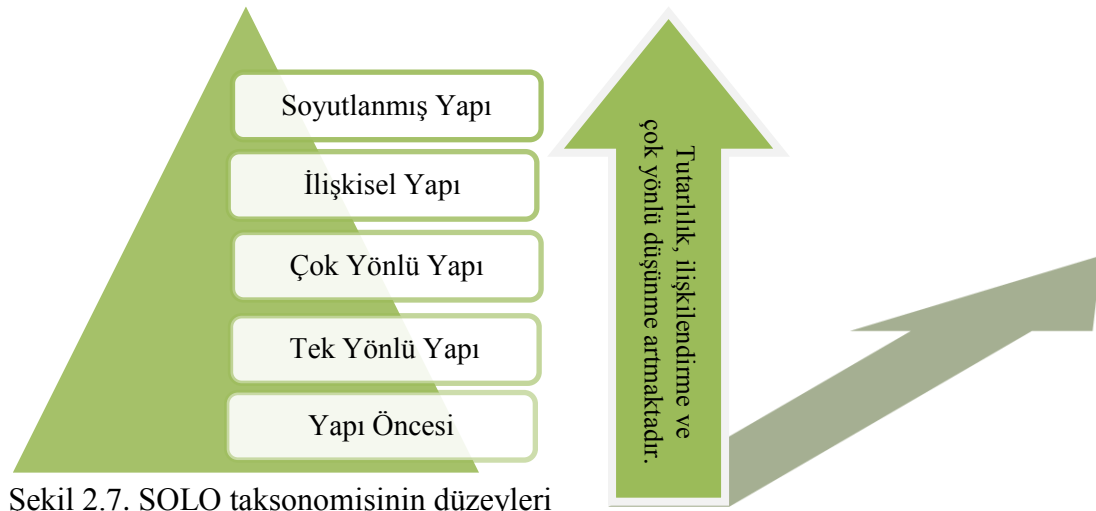 Soyutlanmış Yapı
İlişkisel Yapı
Çok Yönlü Yapı
Tek Yönlü Yapı
Yapı Öncesi
Tutarlılık, ilişkilendirme ve
çok yönlü düşünme artmaktadır.
Şekil 2.7. SOLO taksonomisinin düzeyleri